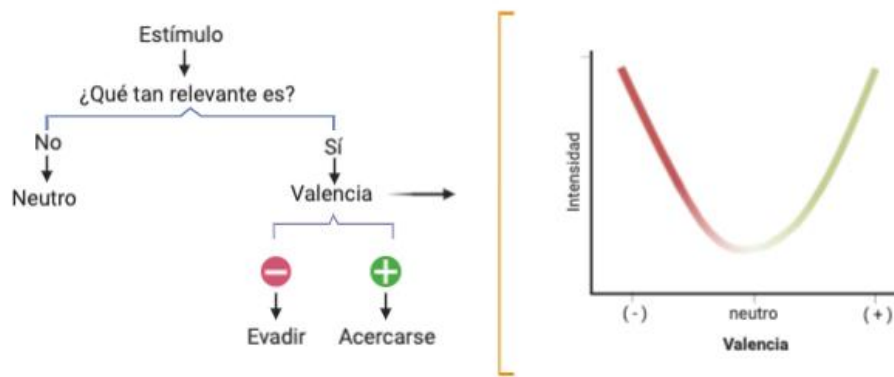 Estímulo
¿Qué tan relevante es?
No
Sí
Neutro
Valencia
Evadir
Acercarse
Intensidad
(-)
neutro
(+)
Valencia